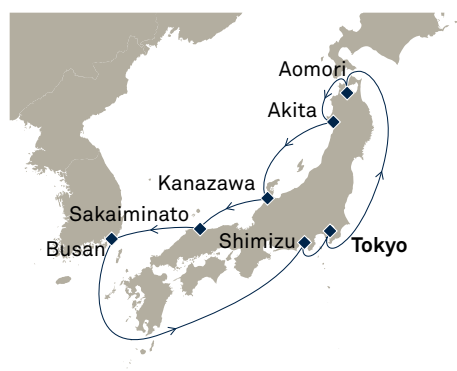 Aomori
Akita
Kanazawa
Sakaiminato
Busan
Shimizu
Tokyo